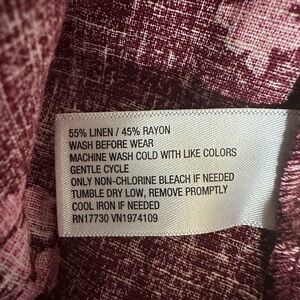 55% LINEN / 45% RAYON
WASH BEFORE WEAR
MACHINE WASH COLD WITH LIKE COLORS
GENTLE CYCLE
ONLY NON-CHLORINE BLEACH IF NEEDED
TUMBLE DRY LOW, REMOVE PROMPTLY
COOL IRON IF NEEDED
RN17730 VN1974109